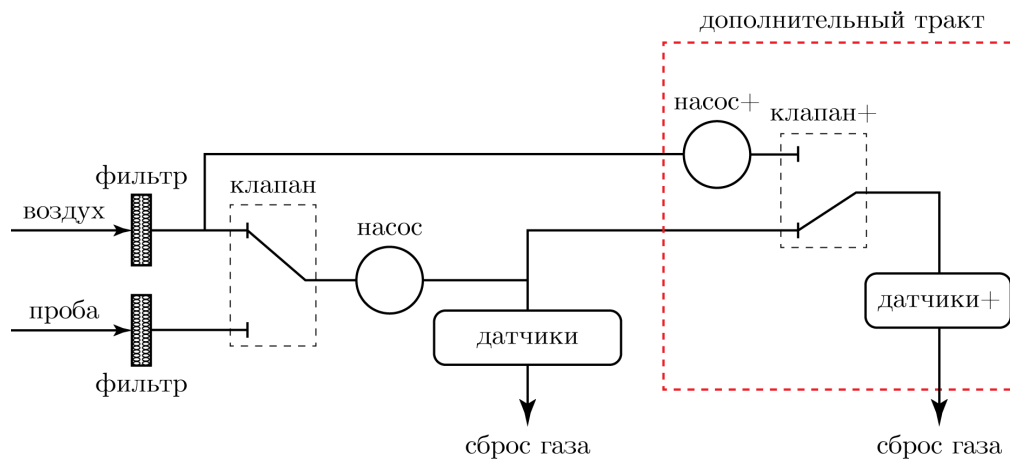 дополнительный тракт
насос+
клапан+
фильтр
клапан
воздух
насос
проба
датчики+
датчики
фильтр
сброс газа
сброс газа